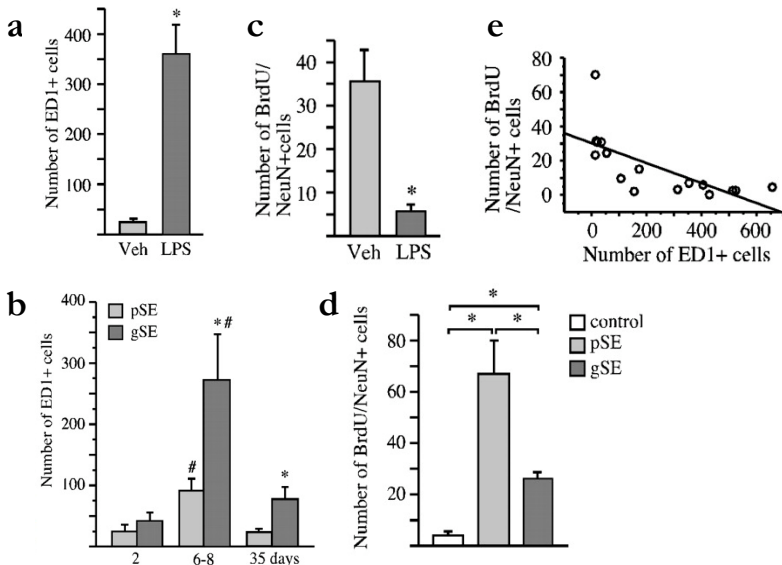 a
Number of ED1+ cells
400
300
200
100
*
Veh LPS
c
Number of BrdU/
NeuN+cells
40
30
20
10
*
Veh LPS
e
Number of BrdU
/NeuN+ cells
80
60
40
20
0
0 200 400 600
Number of ED1+ cells
b
Number of ED1+ cells
400
300
200
100
pSE
gSE
#
*#
*
2 6-8 35 days
d
Number of BrdU/NeuN+ cells
80
60
40
20
*
* *
control
pSE
gSE